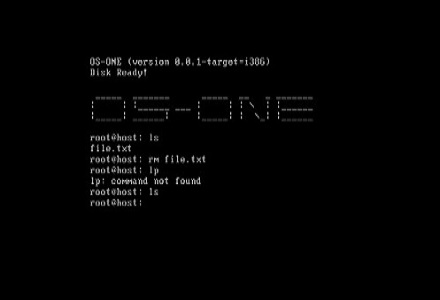 OS-ONE (version 0.0.1-target=i386)
Disk Ready!
OS-ONE
root@host: ls
file.txt
root@host: rm file.txt
root@host: lp
lp: command not found
root@host: ls
root@host: